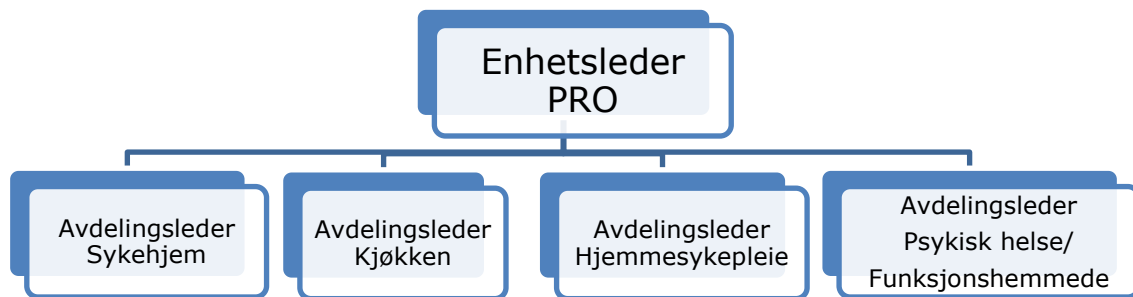 Enhetsleder
PRO
Avdelingsleder
Sykehjem
Avdelingsleder
Kjøkken
Avdelingsleder
Hjemmesykepleie
Avdelingsleder
Psykisk helse/
Funksjonshemmede